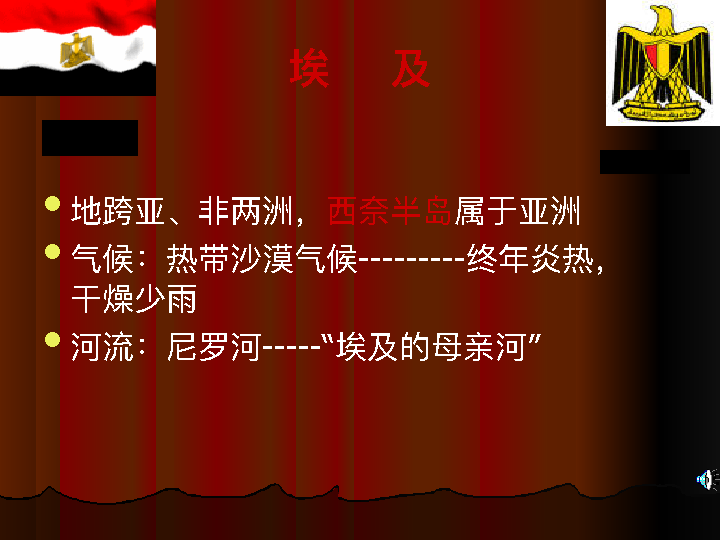 埃 及
地跨亚、非两洲，西奈半岛属于亚洲
气候：热带沙漠气候---------终年炎热，
干燥少雨
河流：尼罗河-----“埃及的母亲河”